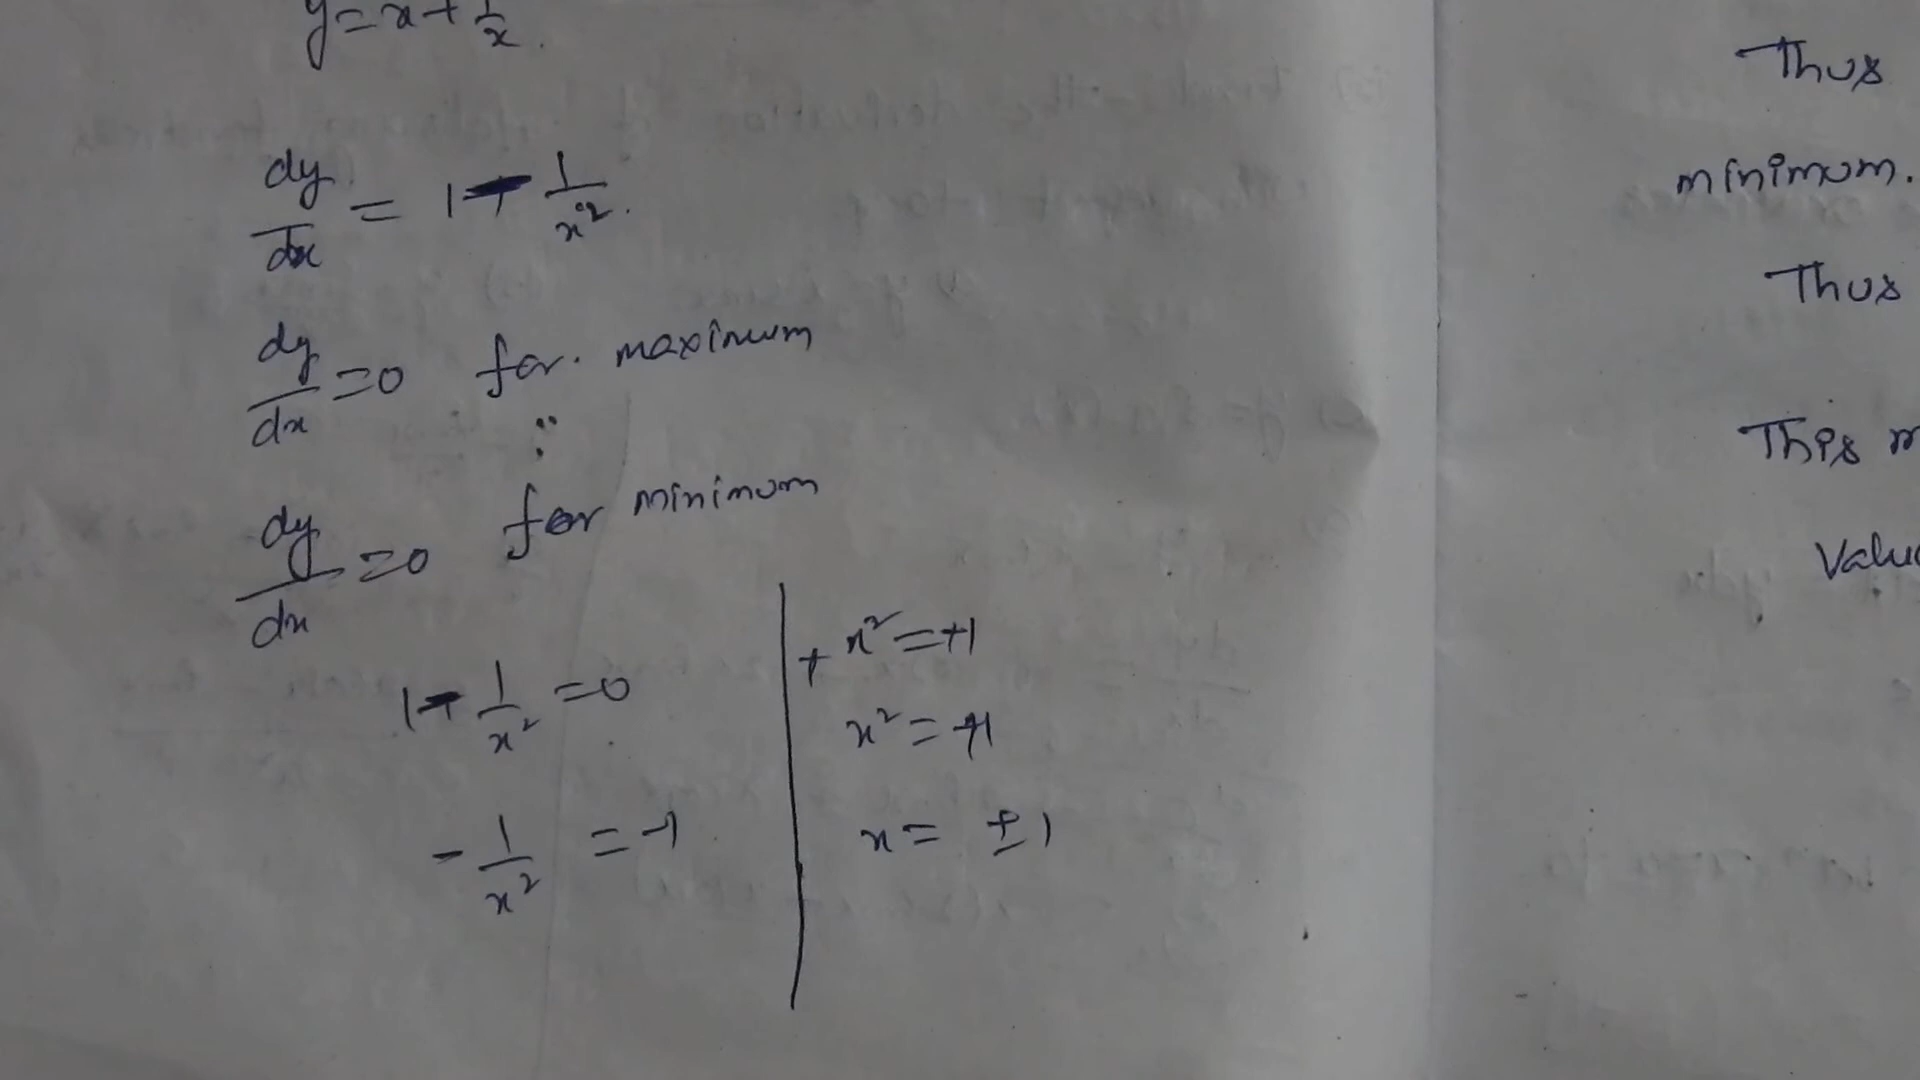 y = x + 1/x.
dy/dx = 1 - 1/x².
dy/dx = 0 for maximum
dy/dx = 0 for minimum
1 - 1/x² = 0
- 1/x² = -1
+ x² = +1
x² = +1
x = ± 1
Thus
minimum.
Thus
This m
Value